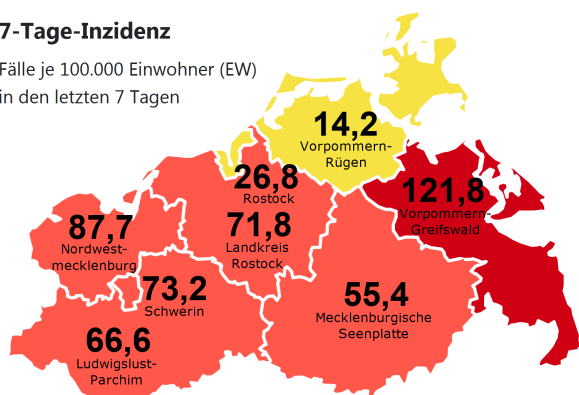 7-Tage-Inzidenz
Fälle je 100.000 Einwohner (EW)
in den letzten 7 Tagen
14,2
Vorpommern-
Rügen
26,8
Rostock
121,8
Vorpommern-
Greifswald
87,7
Nordwest-
mecklenburg
71,8
Landkreis
Rostock
73,2
Schwerin
55,4
Mecklenburgische
Seenplatte
66,6
Ludwigslust-
Parchim